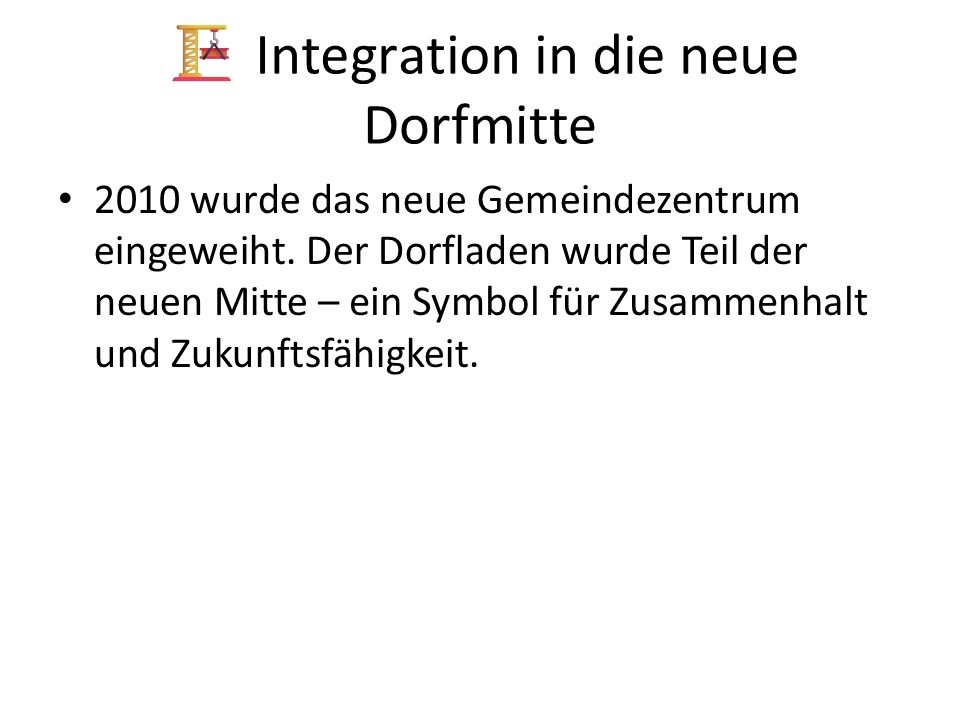 🏗️ Integration in die neue
Dorfmitte
• 2010 wurde das neue Gemeindezentrum
eingeweiht. Der Dorfladen wurde Teil der
neuen Mitte – ein Symbol für Zusammenhalt
und Zukunftsfähigkeit.